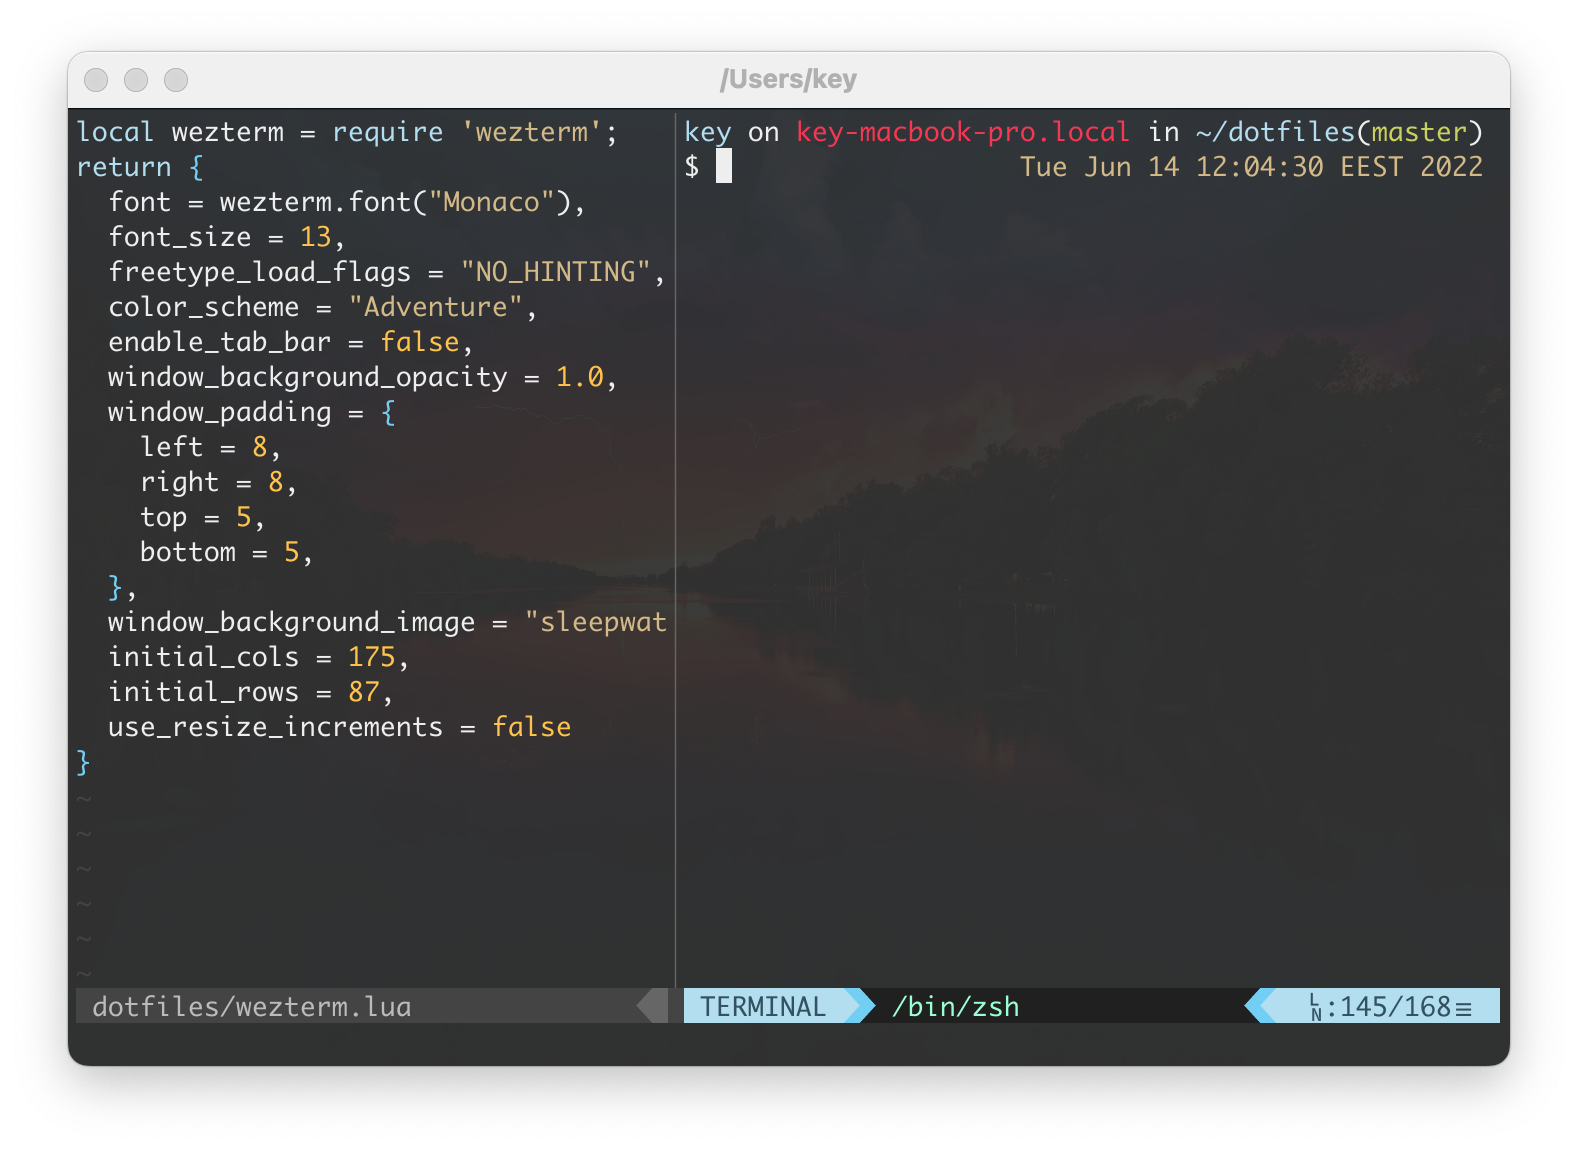 /Users/key
local wezterm = require 'wezterm';
return {
  font = wezterm.font("Monaco"),
  font_size = 13,
  freetype_load_flags = "NO_HINTING",
  color_scheme = "Adventure",
  enable_tab_bar = false,
  window_background_opacity = 1.0,
  window_padding = {
    left = 8,
    right = 8,
    top = 5,
    bottom = 5,
  },
  window_background_image = "sleepwat
  initial_cols = 175,
  initial_rows = 87,
  use_resize_increments = false
}
~
~
~
~
~
~
dotfiles/wezterm.lua
key on key-macbook-pro.local in ~/dotfiles(master)
$ Tue Jun 14 12:04:30 EEST 2022
TERMINAL /bin/zsh ␤:145/168≡